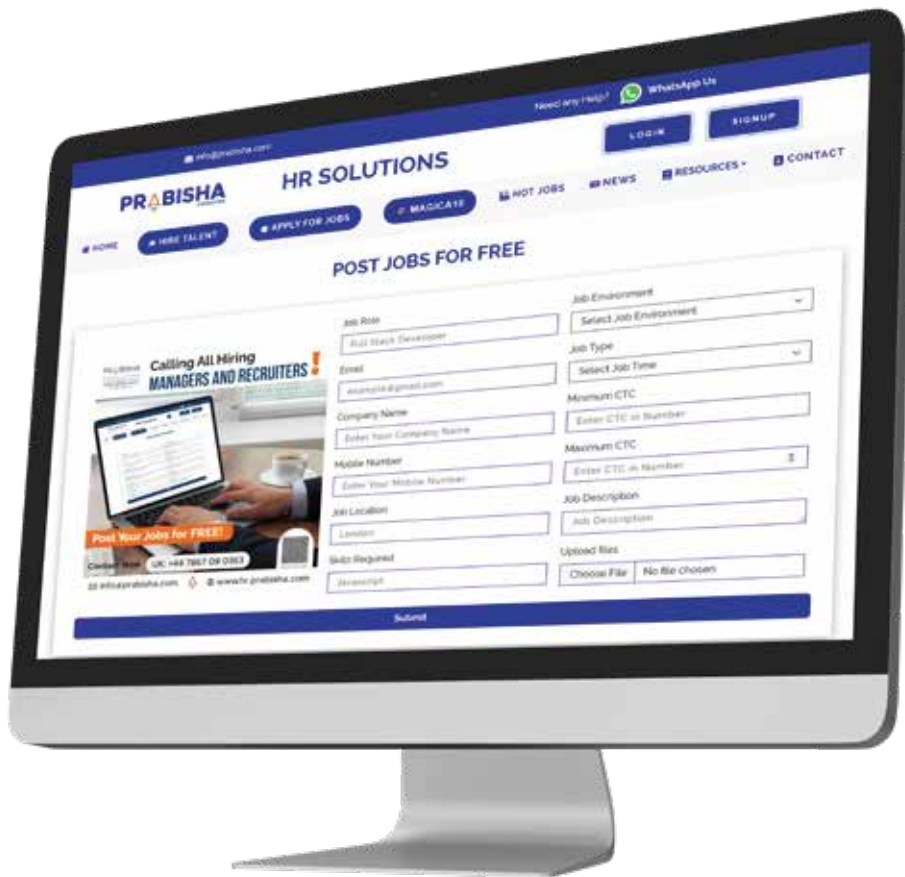 info@prabisha.com
Need any Help?
WhatsApp Us
PRABISHA
CONSULTING
HR SOLUTIONS
LOGIN
SIGNUP
HOME
HIRE TALENT
APPLY FOR JOBS
MAGICA10
HOT JOBS
NEWS
RESOURCES
CONTACT
POST JOBS FOR FREE
PRABISHA
Calling All Hiring
MANAGERS AND RECRUITERS!
Post Your Jobs for FREE!
Contact Now
UK: +44 7867 09 0363
info@prabisha.com
www.hr.prabisha.com
Job Role
Full Stack Developer
Email
example@gmail.com
Company Name
Enter Your Company Name
Mobile Number
Enter Your Mobile Number
Job Location
London
Skills Required
Javascript
Job Environment
Select Job Environment
Job Type
Select Job Time
Minimum CTC
Enter CTC in Number
Maximum CTC
Enter CTC in Number
Job Description
Job Description
Upload files
Choose File
No file chosen
Submit